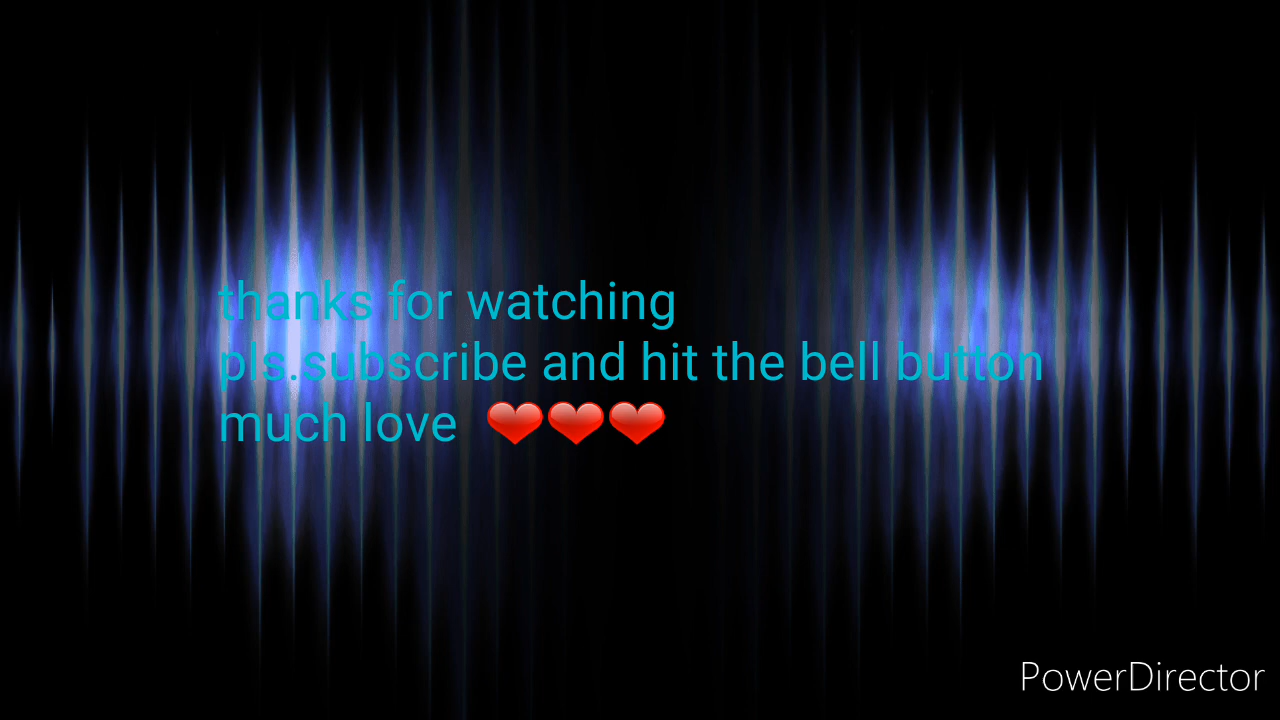 thanks for watching
pls.subscribe and hit the bell button
much love ❤❤❤
PowerDirector